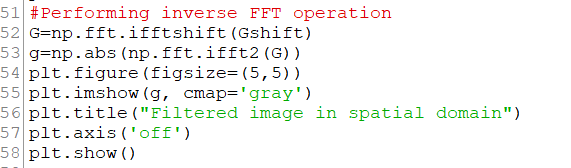 51 #Performing inverse FFT operation
52 G=np.fft.ifftshift(Gshift)
53 g=np.abs(np.fft.ifft2(G))
54 plt.figure(figsize=(5,5))
55 plt.imshow(g, cmap='gray')
56 plt.title("Filtered image in spatial domain")
57 plt.axis('off')
58 plt.show()